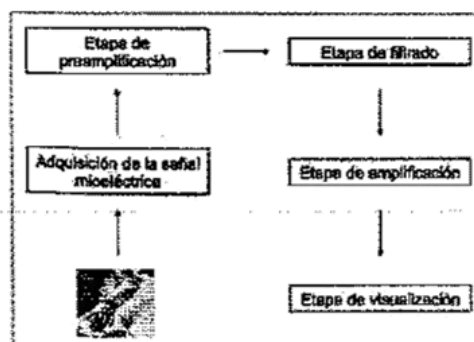 Etapa de
preamplificación
Etapa de filtrado
Adquisición de la señal
mioeléctrica
Etapa de amplificación
Etapa de visualización